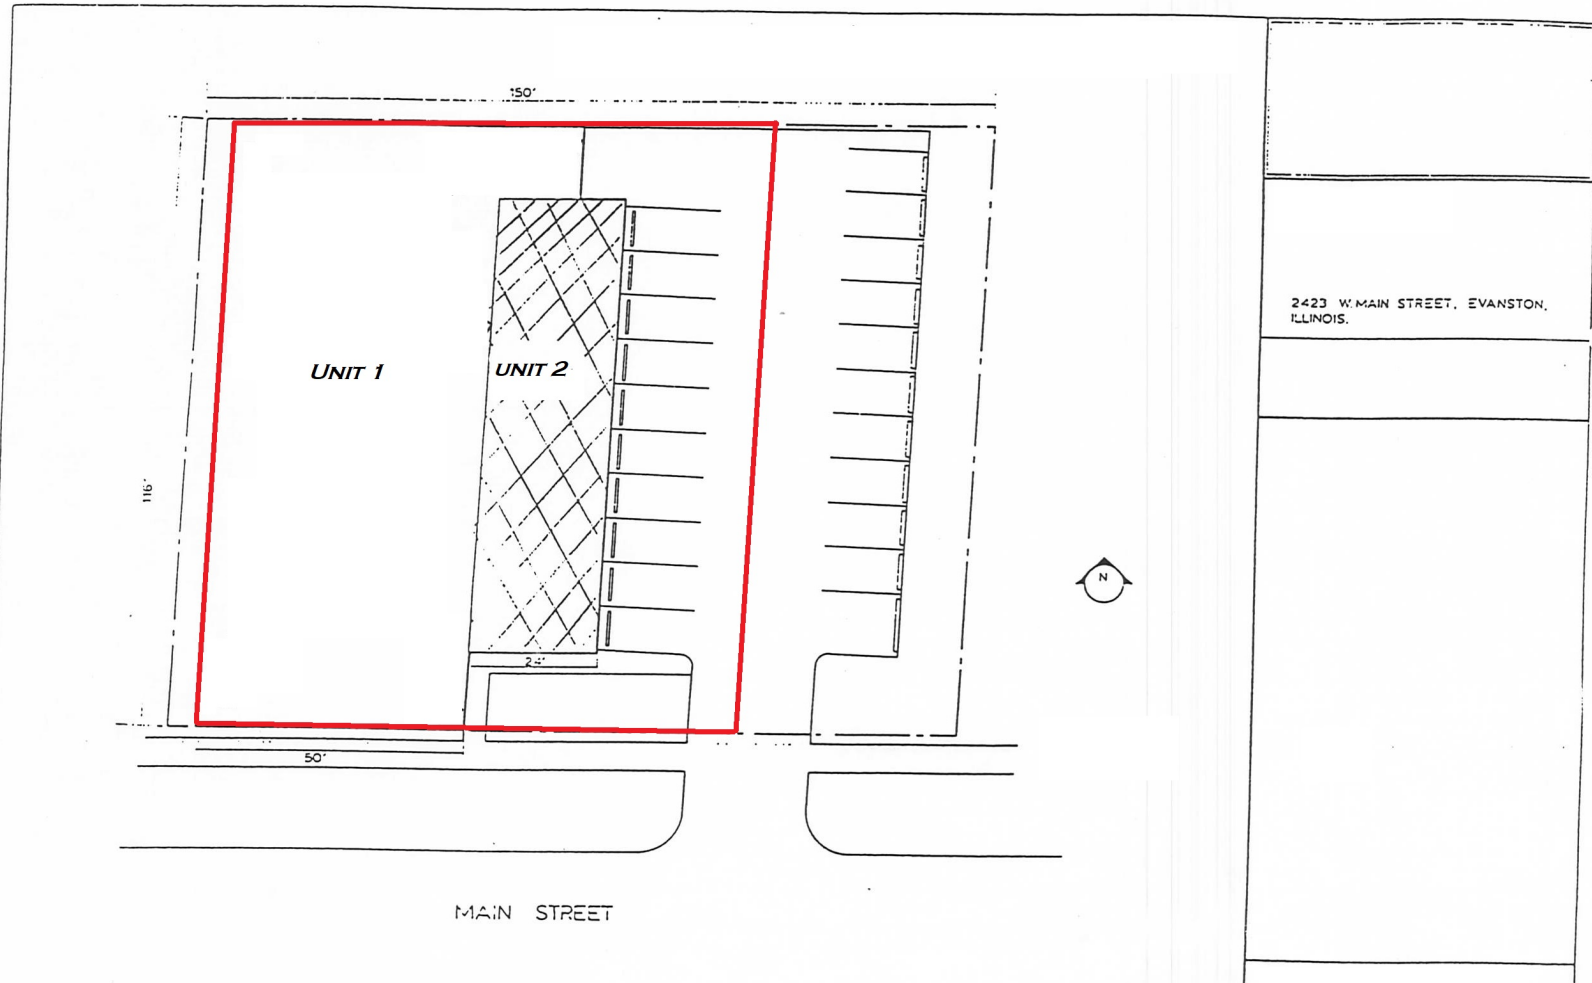 150'
UNIT 1
UNIT 2
2423 W. MAIN STREET, EVANSTON,
ILLINOIS.
116'
N
24'
50'
MAIN STREET